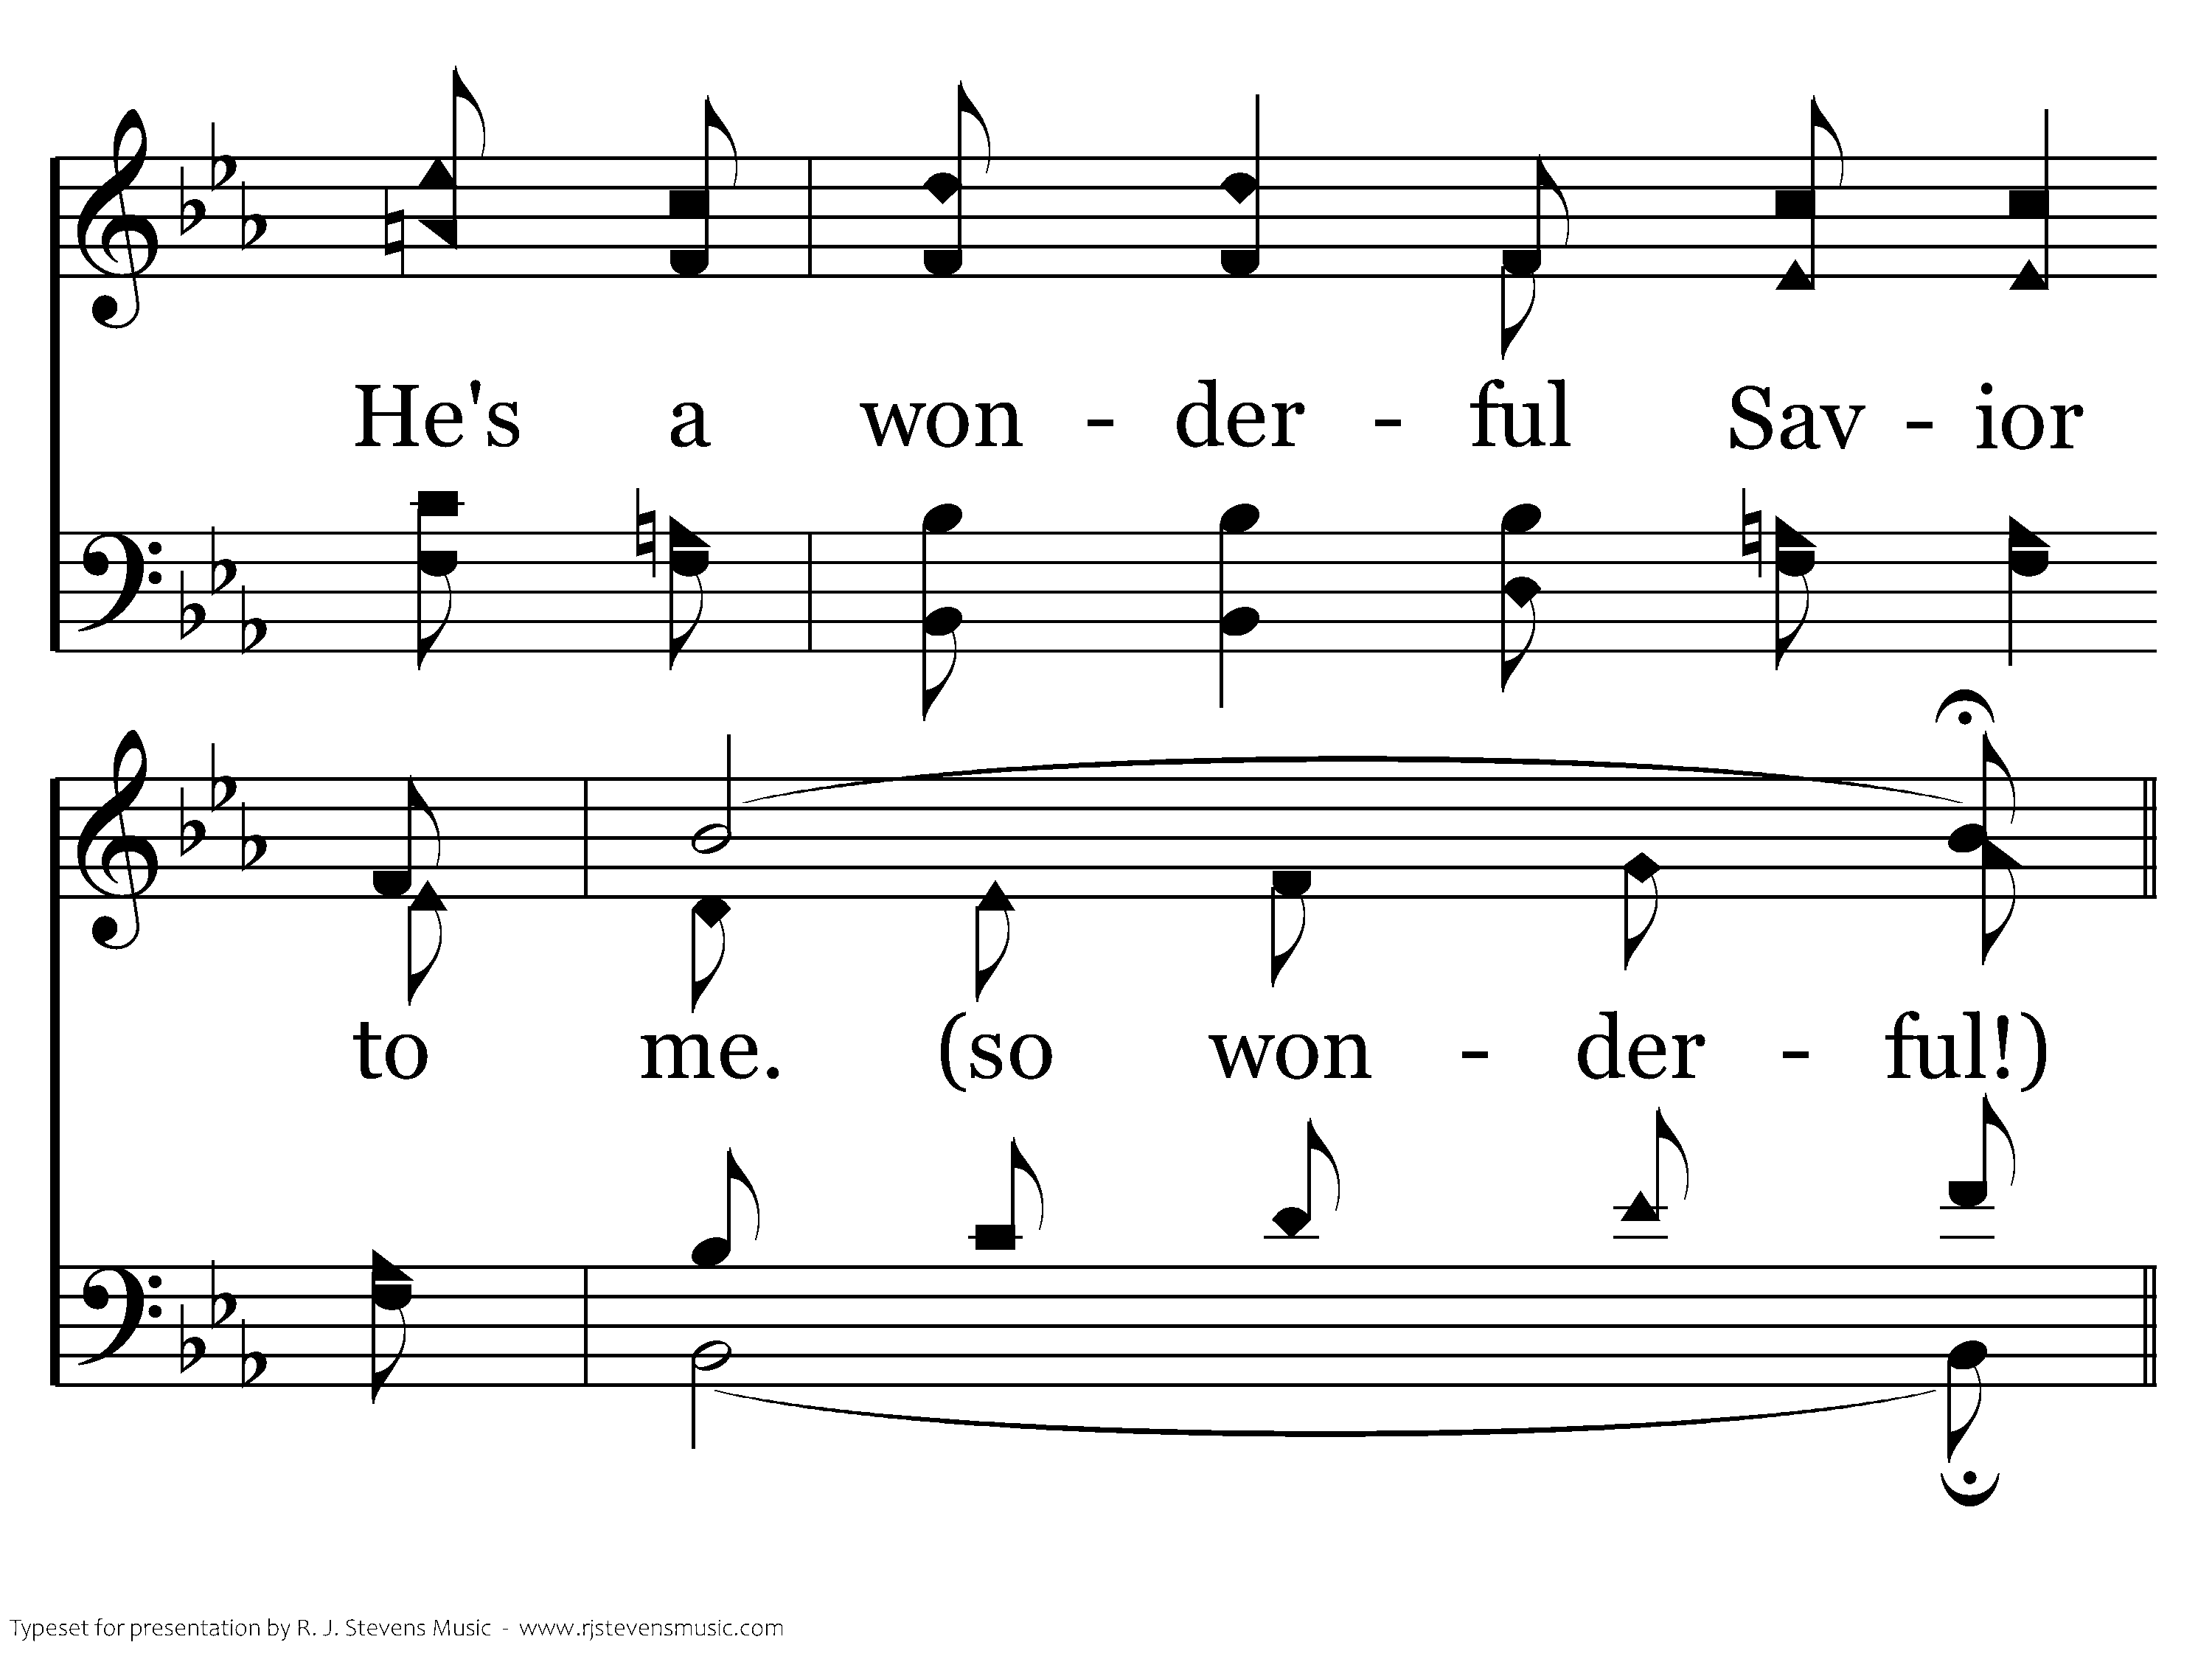 He's a won - der - ful Sav - ior
to me. (so won - der - ful!)
Typeset for presentation by R. J. Stevens Music - www.rjstevensmusic.com